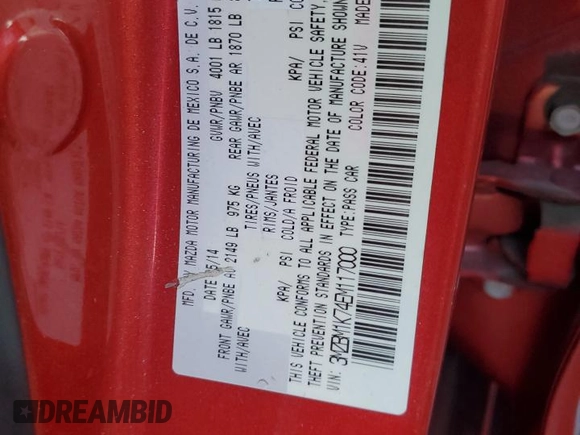 MFD. BY MAZDA MOTOR MANUFACTURING DE MEXICO S.A. DE C.V.
DATE 5/14 GVWR/PNBV 4001 LB 1815
FRONT GAWR/PNBE AV 2149 LB 975 KG REAR GAWR/PNBE AR 1870 LB
WITH/AVEC TIRES/PNEUS WITH/AVEC
RIMS/JANTES
KPA/ PSI COLD/A FROID KPA/ PSI CO
THIS VEHICLE CONFORMS TO ALL APPLICABLE FEDERAL MOTOR VEHICLE SAFETY,
THEFT PREVENTION STANDARDS IN EFFECT ON THE DATE OF MANUFACTURE SHOWN
VIN: 3MZBM1K74EM117000 TYPE:PASS CAR COLOR CODE:41V MADE
DREAMBID